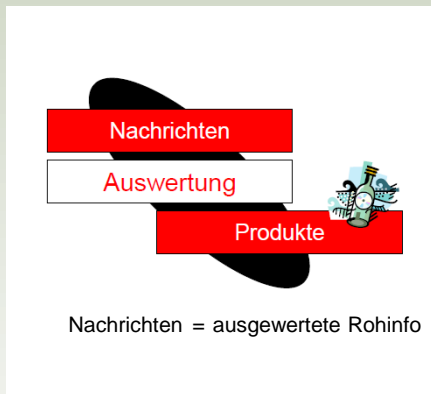 Nachrichten
Auswertung
Produkte
Nachrichten = ausgewertete Rohinfo